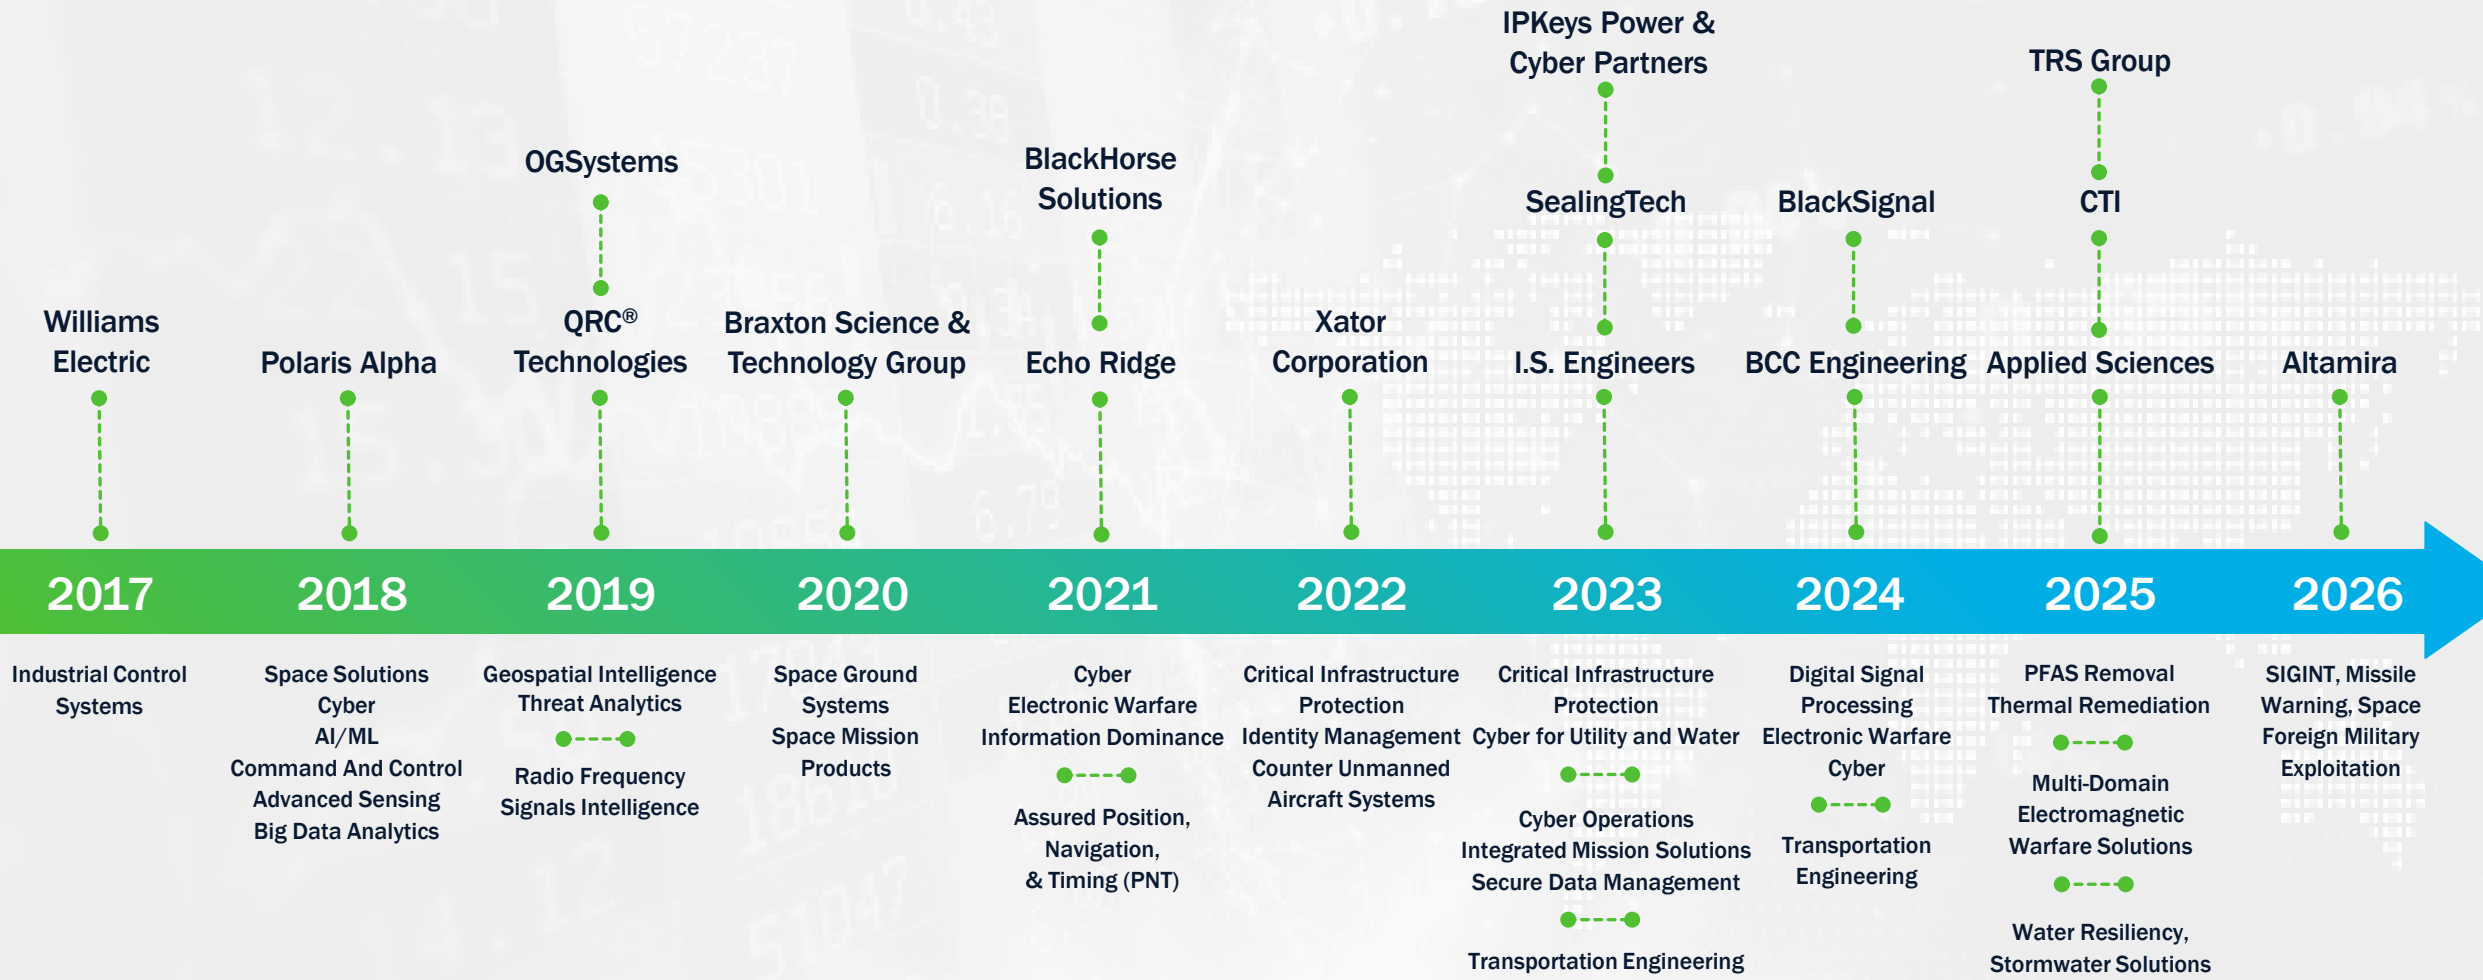 IPKeys Power &
Cyber Partners
TRS Group
OGSystems
BlackHorse
Solutions
SealingTech
BlackSignal
CTI
Williams
Electric
Polaris Alpha
QRC®
Technologies
Braxton Science &
Technology Group
Echo Ridge
Xator
Corporation
I.S. Engineers
BCC Engineering
Applied Sciences
Altamira
2017
2018
2019
2020
2021
2022
2023
2024
2025
2026
Industrial Control
Systems
Space Solutions
Cyber
AI/ML
Command And Control
Advanced Sensing
Big Data Analytics
Geospatial Intelligence
Threat Analytics
Radio Frequency
Signals Intelligence
Space Ground
Systems
Space Mission
Products
Cyber
Electronic Warfare
Information Dominance
Assured Position,
Navigation,
& Timing (PNT)
Critical Infrastructure
Protection
Identity Management
Counter Unmanned
Aircraft Systems
Critical Infrastructure
Protection
Cyber for Utility and Water
Cyber Operations
Integrated Mission Solutions
Secure Data Management
Transportation Engineering
Digital Signal
Processing
Electronic Warfare
Cyber
Transportation
Engineering
PFAS Removal
Thermal Remediation
Multi-Domain
Electromagnetic
Warfare Solutions
Water Resiliency,
Stormwater Solutions
SIGINT, Missile
Warning, Space
Foreign Military
Exploitation